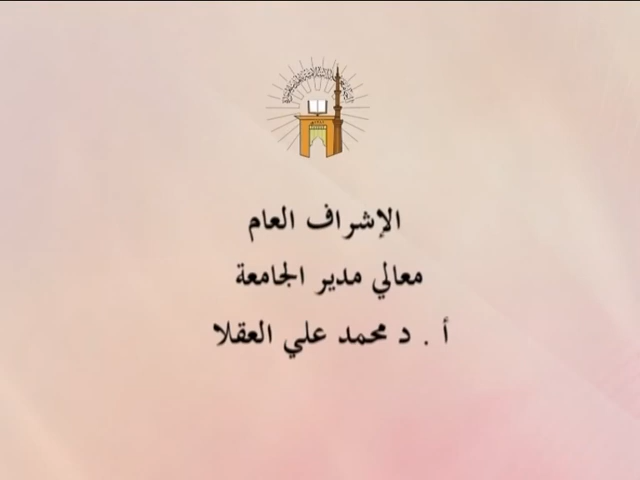 الإشراف العام
معالي مدير الجامعة
أ . د محمد علي العقلا